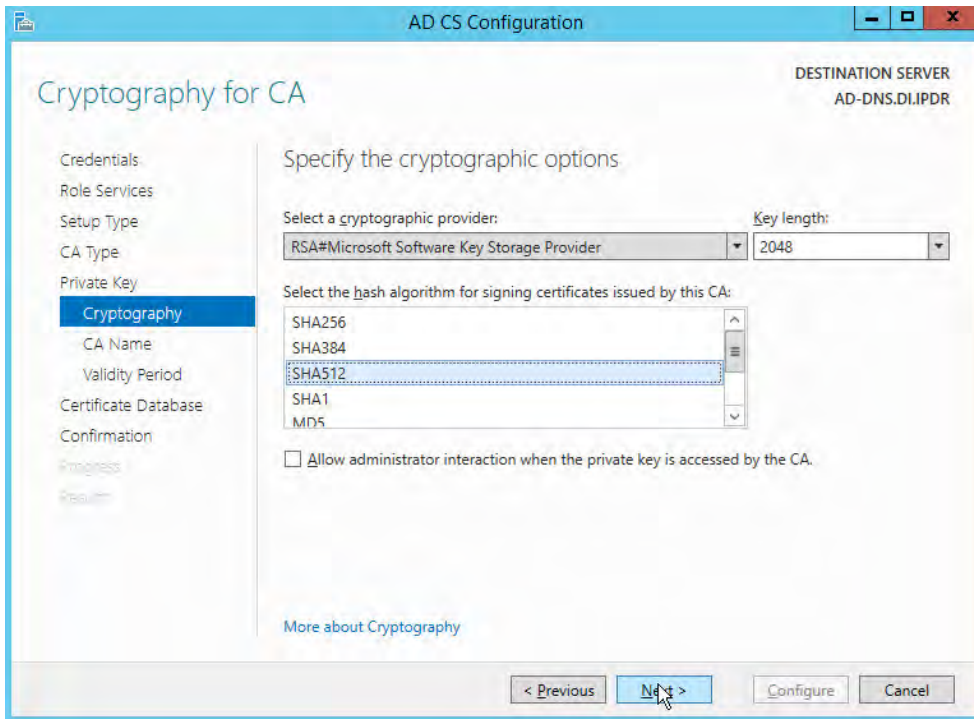 AD CS Configuration
Cryptography for CA
DESTINATION SERVER
AD-DNS.DI.IPDR
Credentials
Role Services
Setup Type
CA Type
Private Key
Cryptography
CA Name
Validity Period
Certificate Database
Confirmation
Progress
Results
Specify the cryptographic options
Select a cryptographic provider:
Key length:
RSA#Microsoft Software Key Storage Provider
2048
Select the hash algorithm for signing certificates issued by this CA:
SHA256
SHA384
SHA512
SHA1
MD5
Allow administrator interaction when the private key is accessed by the CA.
More about Cryptography
< Previous
Next >
Configure
Cancel